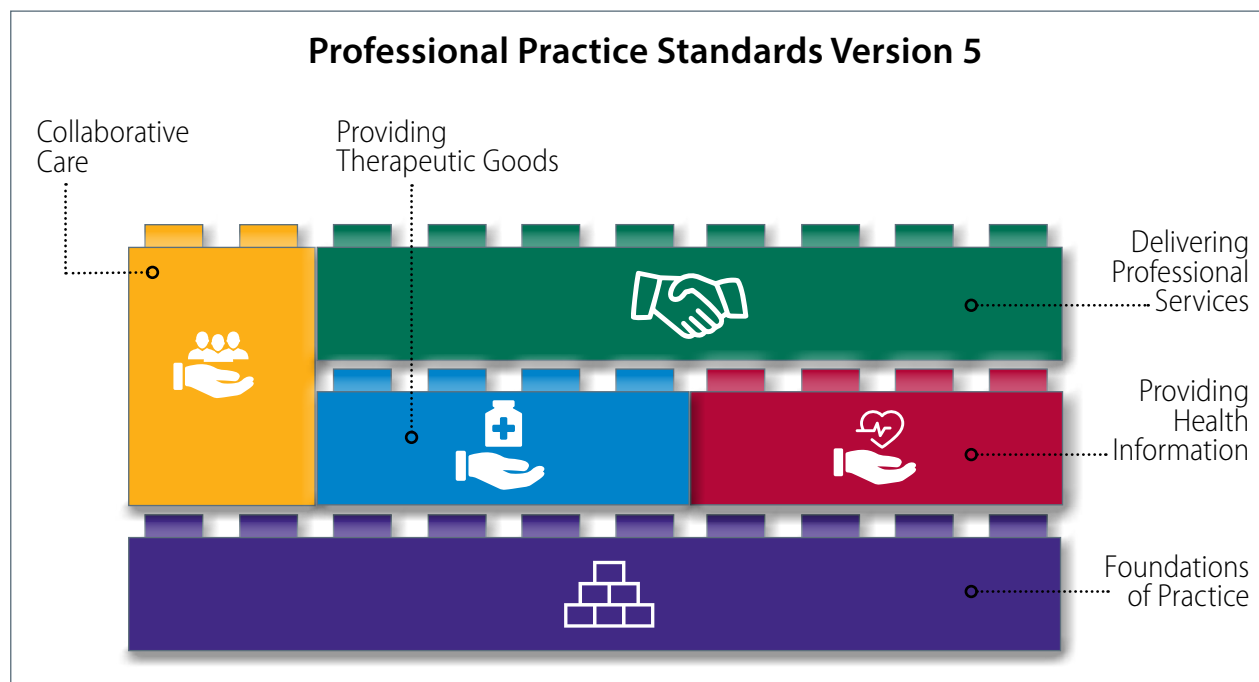 Professional Practice Standards Version 5
Collaborative
Care
Providing
Therapeutic Goods
Delivering
Professional
Services
Providing
Health
Information
Foundations
of Practice